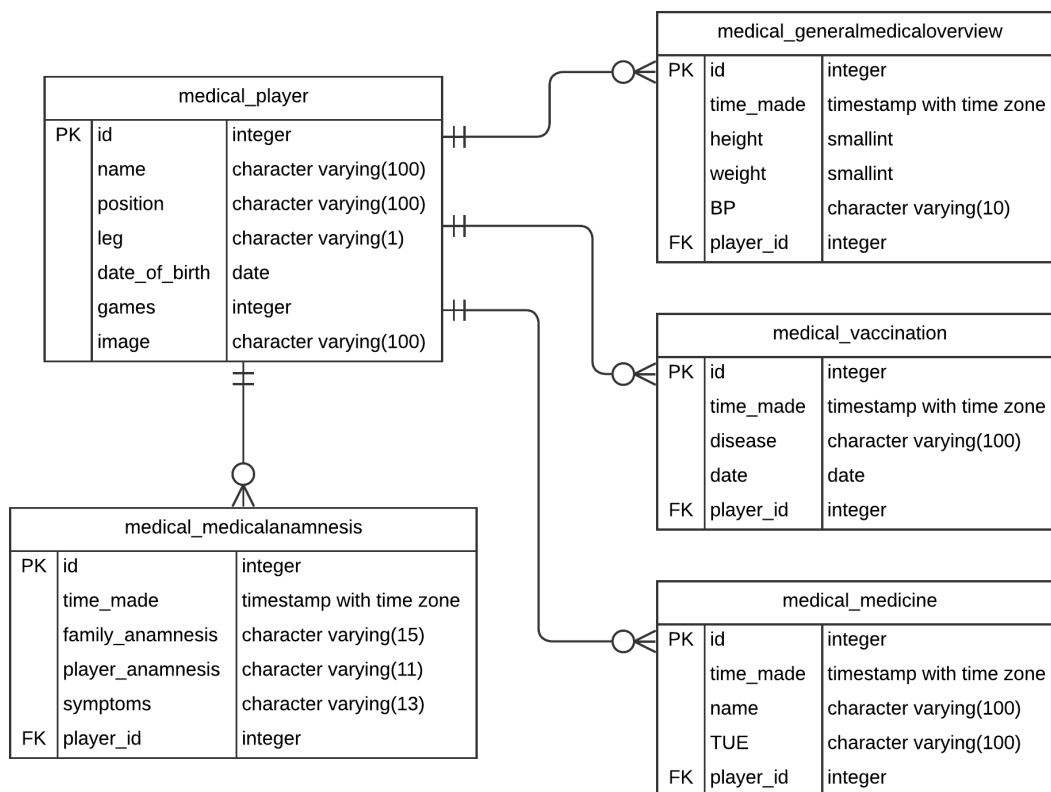 medical_player
PK id integer
name character varying(100)
position character varying(100)
leg character varying(1)
date_of_birth date
games integer
image character varying(100)
medical_generalmedicaloverview
PK id integer
time_made timestamp with time zone
height smallint
weight smallint
BP character varying(10)
FK player_id integer
medical_vaccination
PK id integer
time_made timestamp with time zone
disease character varying(100)
date date
FK player_id integer
medical_medicalanamnesis
PK id integer
time_made timestamp with time zone
family_anamnesis character varying(15)
player_anamnesis character varying(11)
symptoms character varying(13)
FK player_id integer
medical_medicine
PK id integer
time_made timestamp with time zone
name character varying(100)
TUE character varying(100)
FK player_id integer